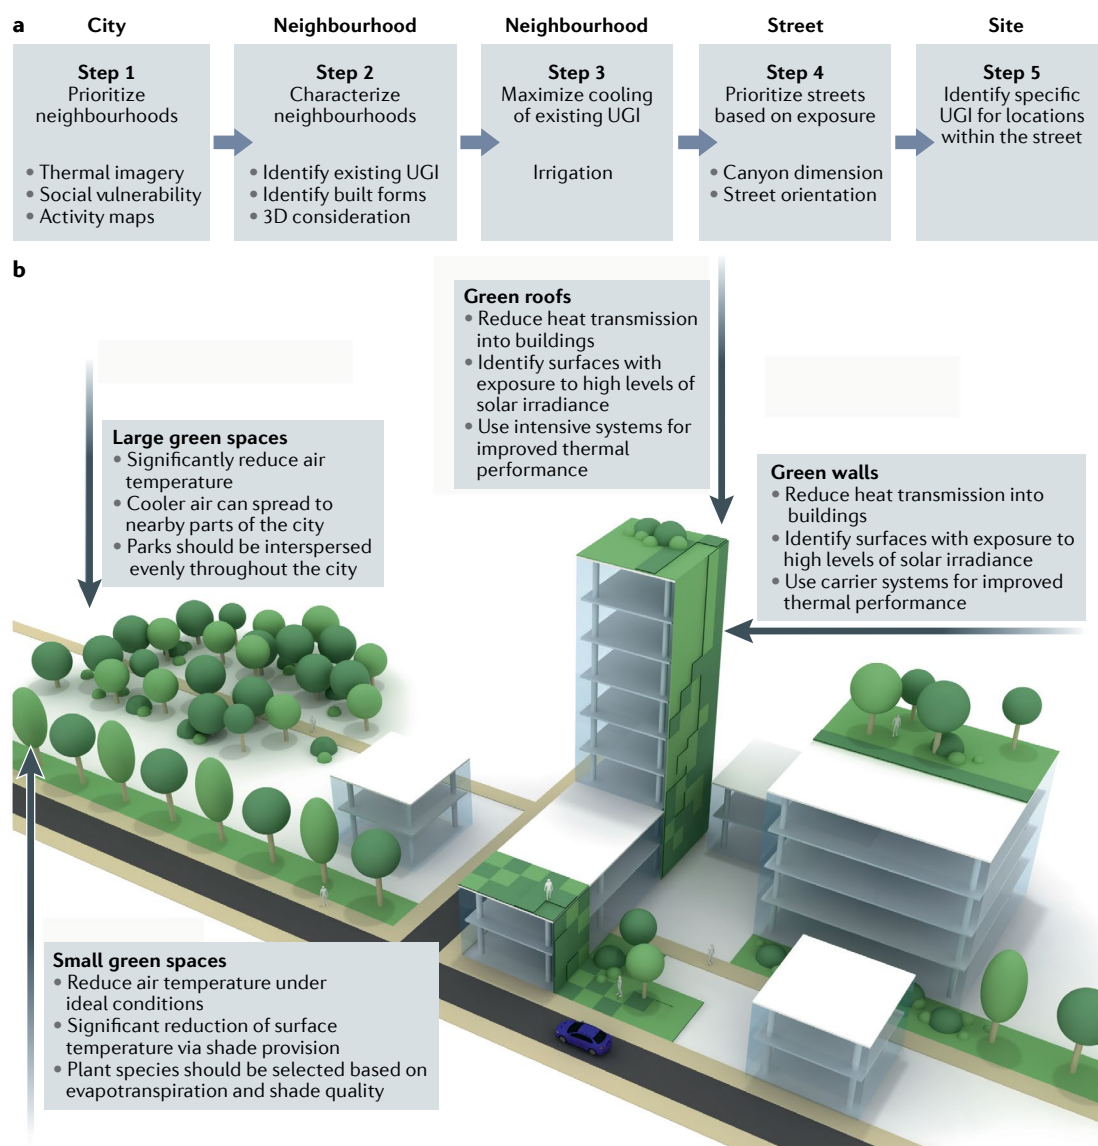 a
City
Neighbourhood
Neighbourhood
Street
Site
Step 1
Prioritize
neighbourhoods
• Thermal imagery
• Social vulnerability
• Activity maps
Step 2
Characterize
neighbourhoods
• Identify existing UGI
• Identify built forms
• 3D consideration
Step 3
Maximize cooling
of existing UGI
Irrigation
Step 4
Prioritize streets
based on exposure
• Canyon dimension
• Street orientation
Step 5
Identify specific
UGI for locations
within the street
b
Large green spaces
• Significantly reduce air
temperature
• Cooler air can spread to
nearby parts of the city
• Parks should be interspersed
evenly throughout the city
Green roofs
• Reduce heat transmission
into buildings
• Identify surfaces with
exposure to high levels of
solar irradiance
• Use intensive systems for
improved thermal
performance
Green walls
• Reduce heat transmission into
buildings
• Identify surfaces with exposure to
high levels of solar irradiance
• Use carrier systems for improved
thermal performance
Small green spaces
• Reduce air temperature under
ideal conditions
• Significant reduction of surface
temperature via shade provision
• Plant species should be selected based on
evapotranspiration and shade quality